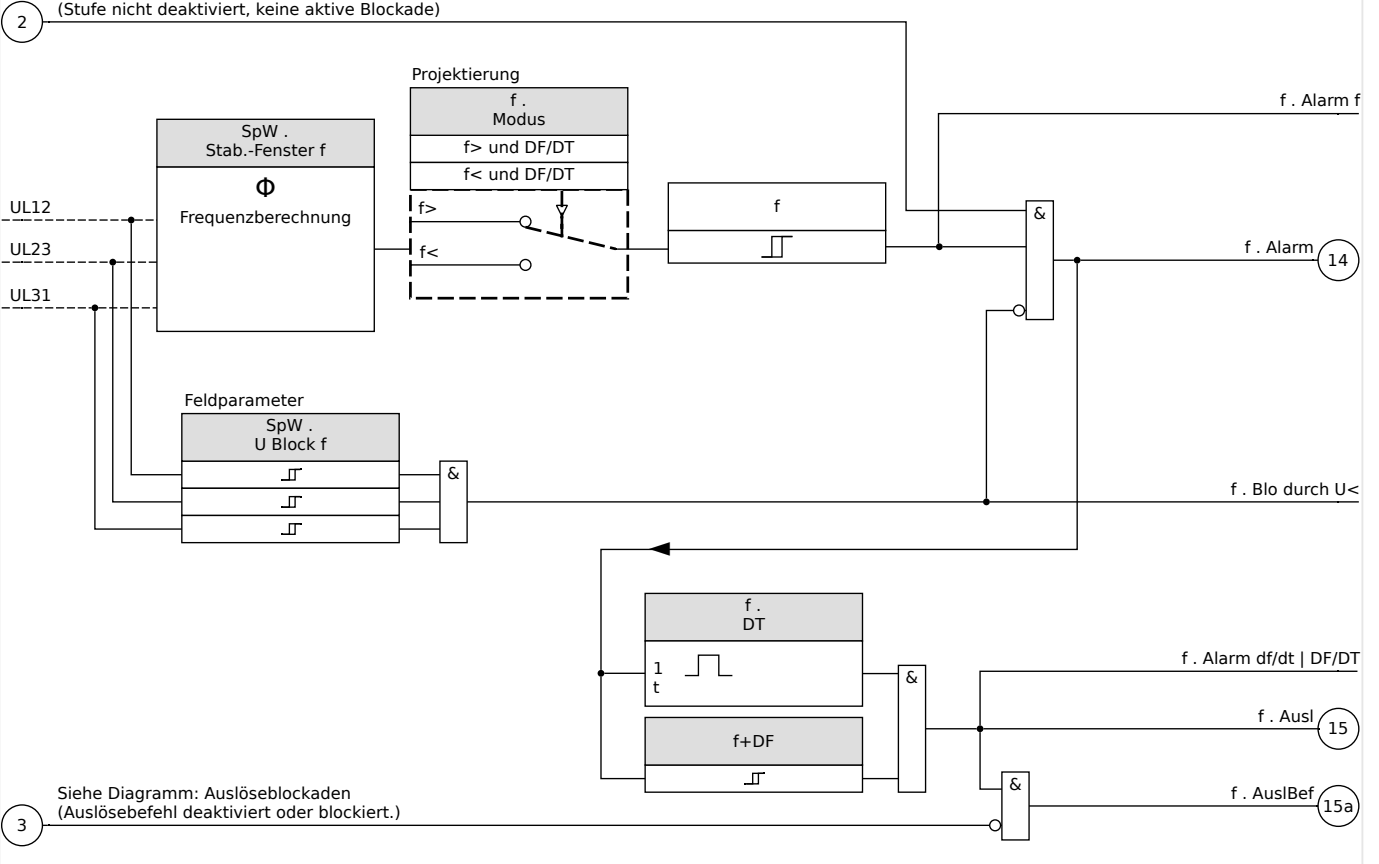 (Stufe nicht deaktiviert, keine aktive Blockade)
2
Projektierung
f .
Modus
f> und DF/DT
f< und DF/DT
f>
f<
SpW .
Stab.-Fenster f
Φ
Frequenzberechnung
UL12
UL23
UL31
f
&
f . Alarm f
f . Alarm
14
Feldparameter
SpW .
U Block f
&
f . Blo durch U<
f .
DT
1
t
f+DF
&
f . Alarm df/dt | DF/DT
f . Ausl
15
&
f . AuslBef
15a
Siehe Diagramm: Auslöseblockaden
(Auslösebefehl deaktiviert oder blockiert.)
3